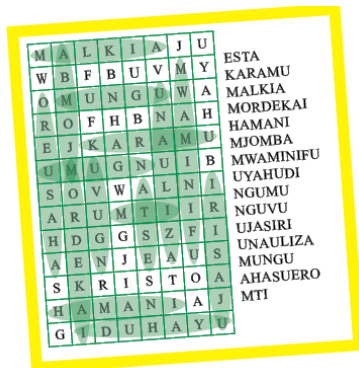 M A L K I A J U
W B F B U V M Y
O M U N G U W A
R O F H B N A H
E J K A R A M U
U M U G N U I B
S O V W A L N I
A R U M T I I R
H D G G S Z F I
A E N J E A U S
S K R I S T O A
H A M A N I A J
G I D U H A Y U
ESTA
KARAMU
MALKIA
MORDEKAI
HAMANI
MJOMBA
MWAMINIFU
UYAHUDI
NGUMU
NGUVU
UJASIRI
UNAULIZA
MUNGU
AHASUERO
MTI